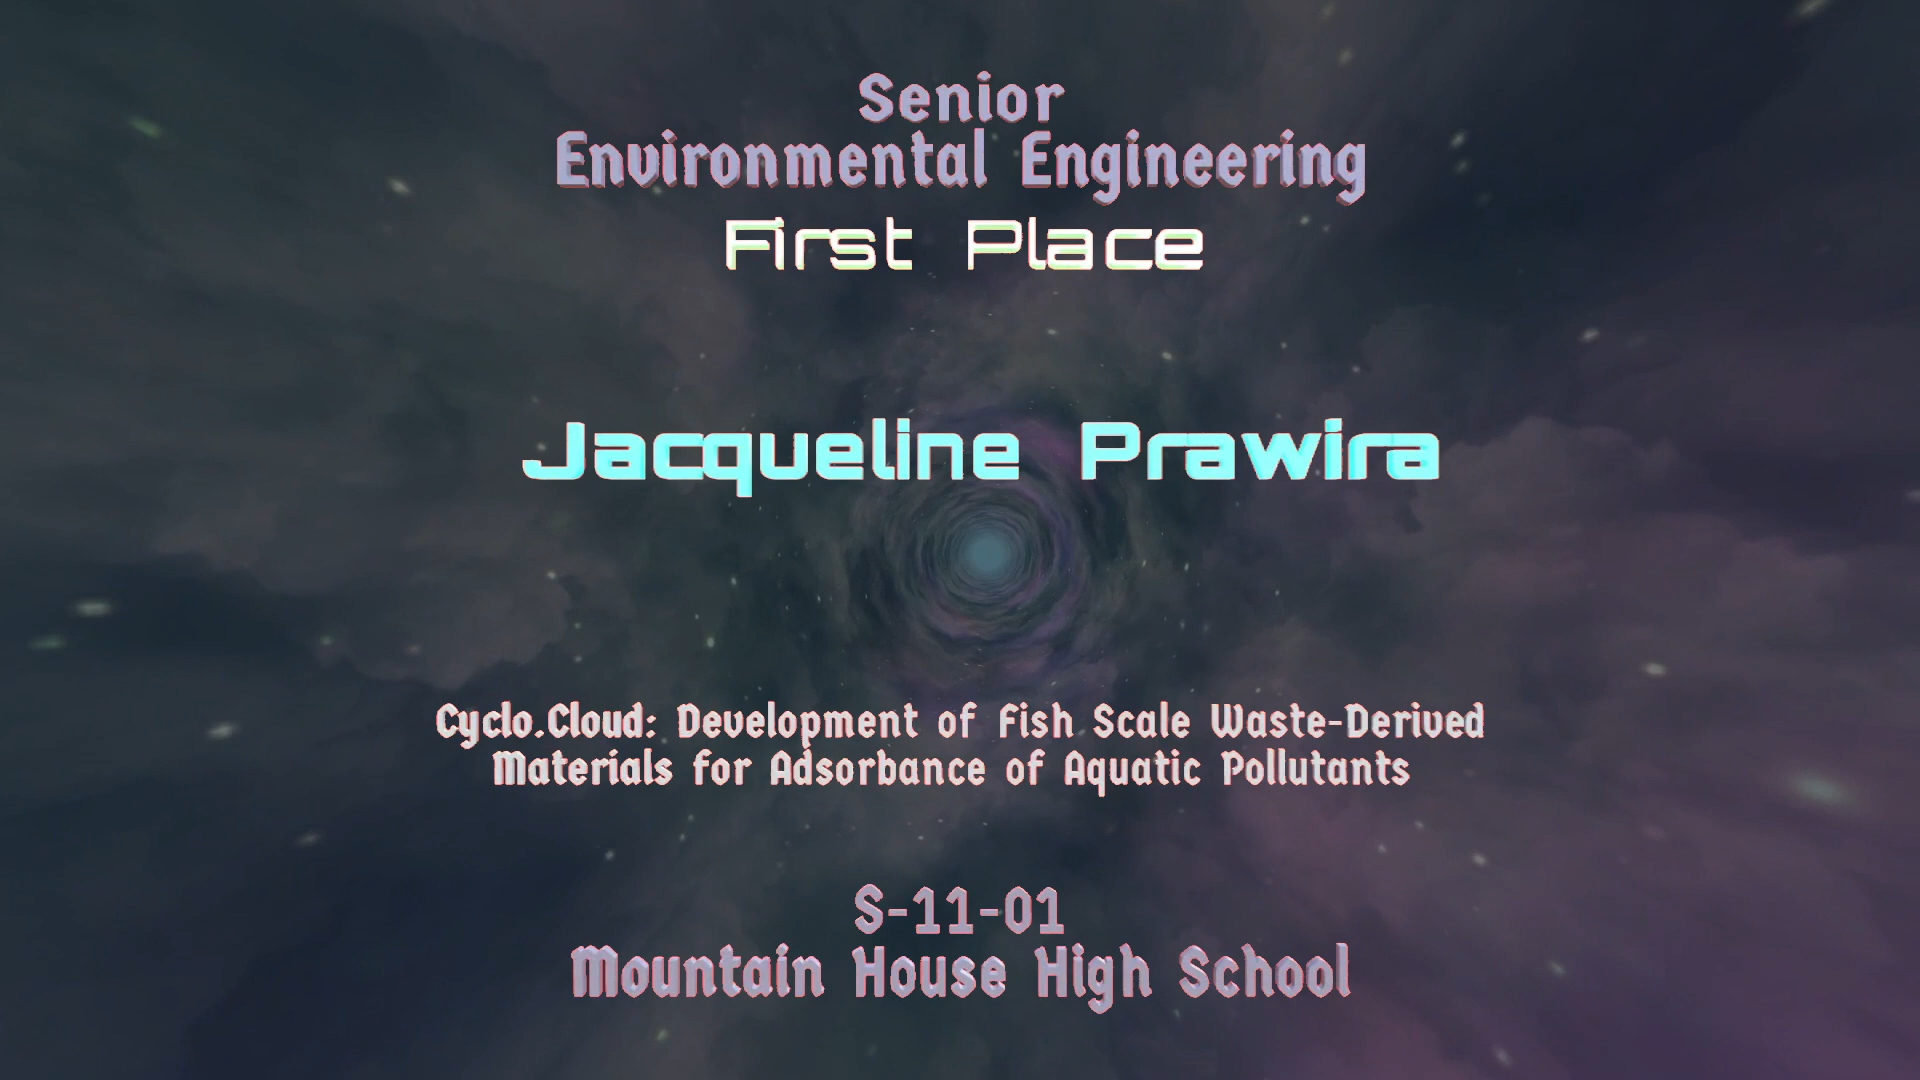 Senior
Environmental Engineering
First Place
Jacqueline Prawira
Cyclo.Cloud: Development of Fish Scale Waste-Derived
Materials for Adsorbance of Aquatic Pollutants
S-11-01
Mountain House High School